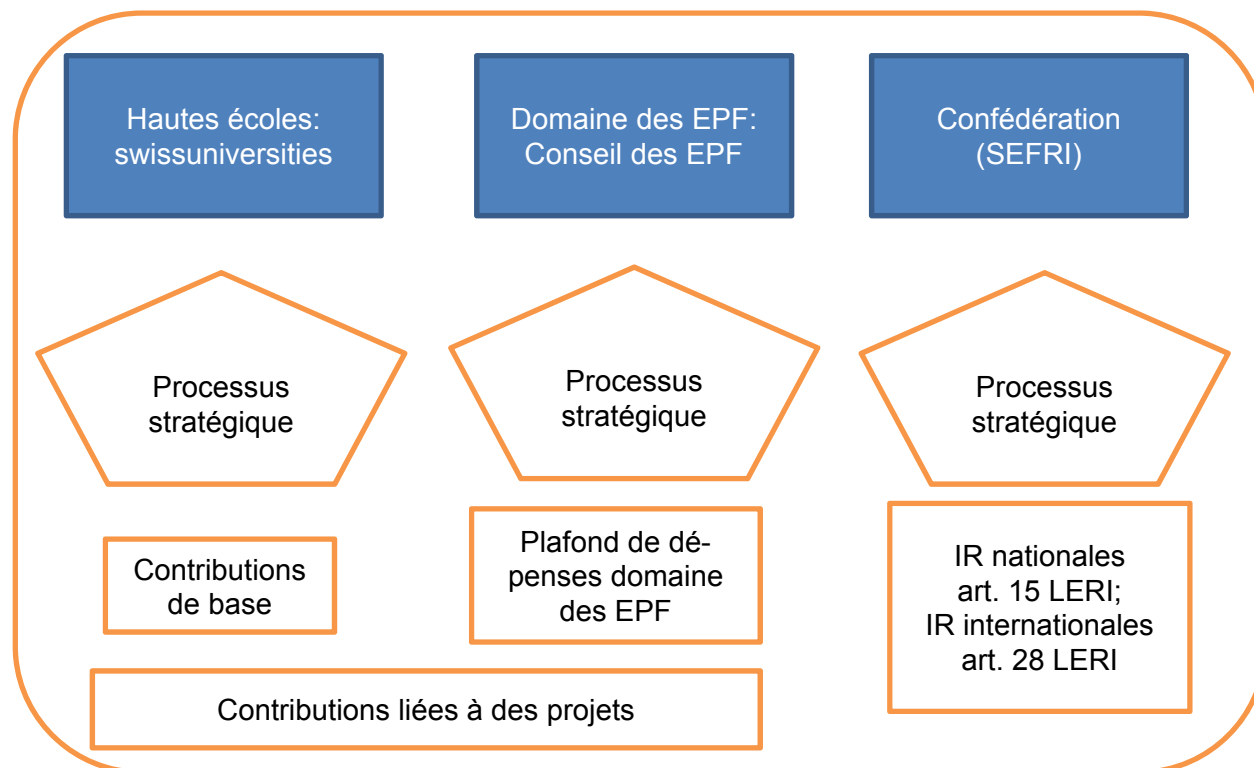 Hautes écoles:
swissuniversities
Domaine des EPF:
Conseil des EPF
Confédération
(SEFRI)
Processus
stratégique
Processus
stratégique
Processus
stratégique
Contributions
de base
Plafond de dé-
penses domaine
des EPF
IR nationales
art. 15 LERI;
IR internationales
art. 28 LERI
Contributions liées à des projets